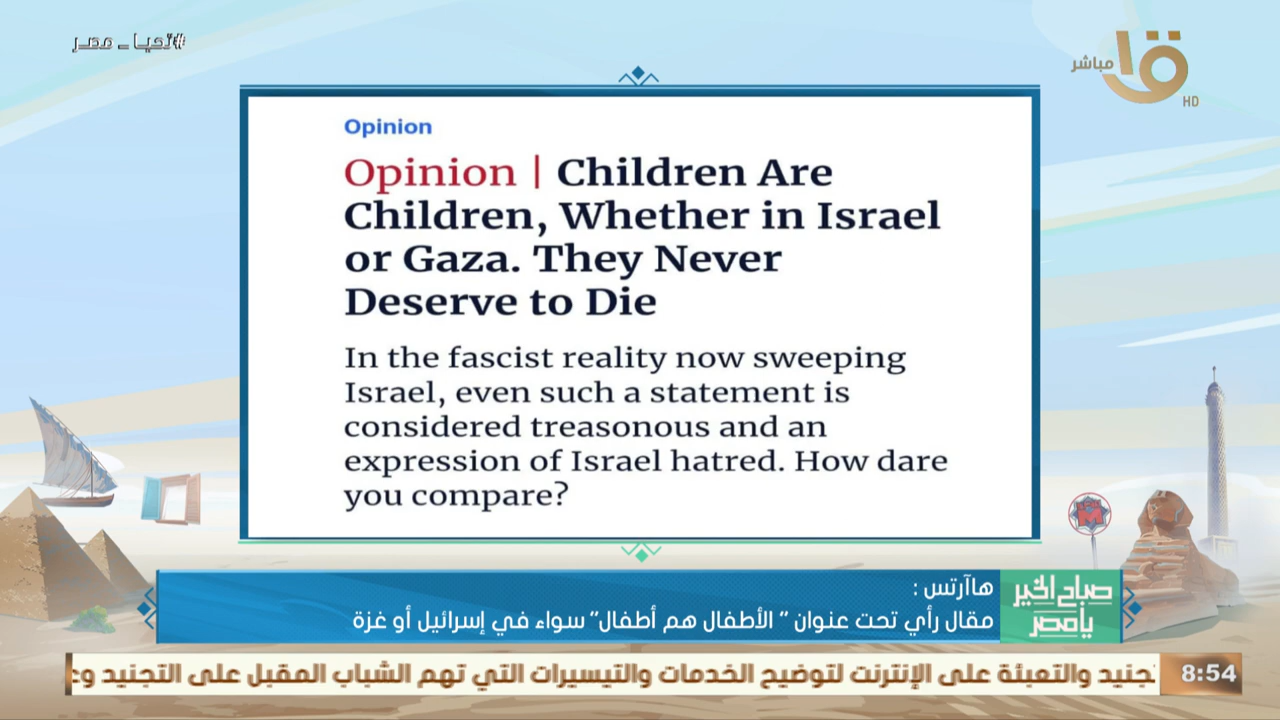 #تحيا_مصر
مباشر
HD
Opinion
Opinion | Children Are
Children, Whether in Israel
or Gaza. They Never
Deserve to Die
In the fascist reality now sweeping
Israel, even such a statement is
considered treasonous and an
expression of Israel hatred. How dare
you compare?
M
صباح الخير
يا مصر
هاآرتس :
مقال رأي تحت عنوان " الأطفال هم أطفال" سواء في إسرائيل أو غزة
8:54
والتعبئة على الإنترنت لتوضيح الخدمات والتيسيرات التي تهم الشباب المقبل على التجنيد